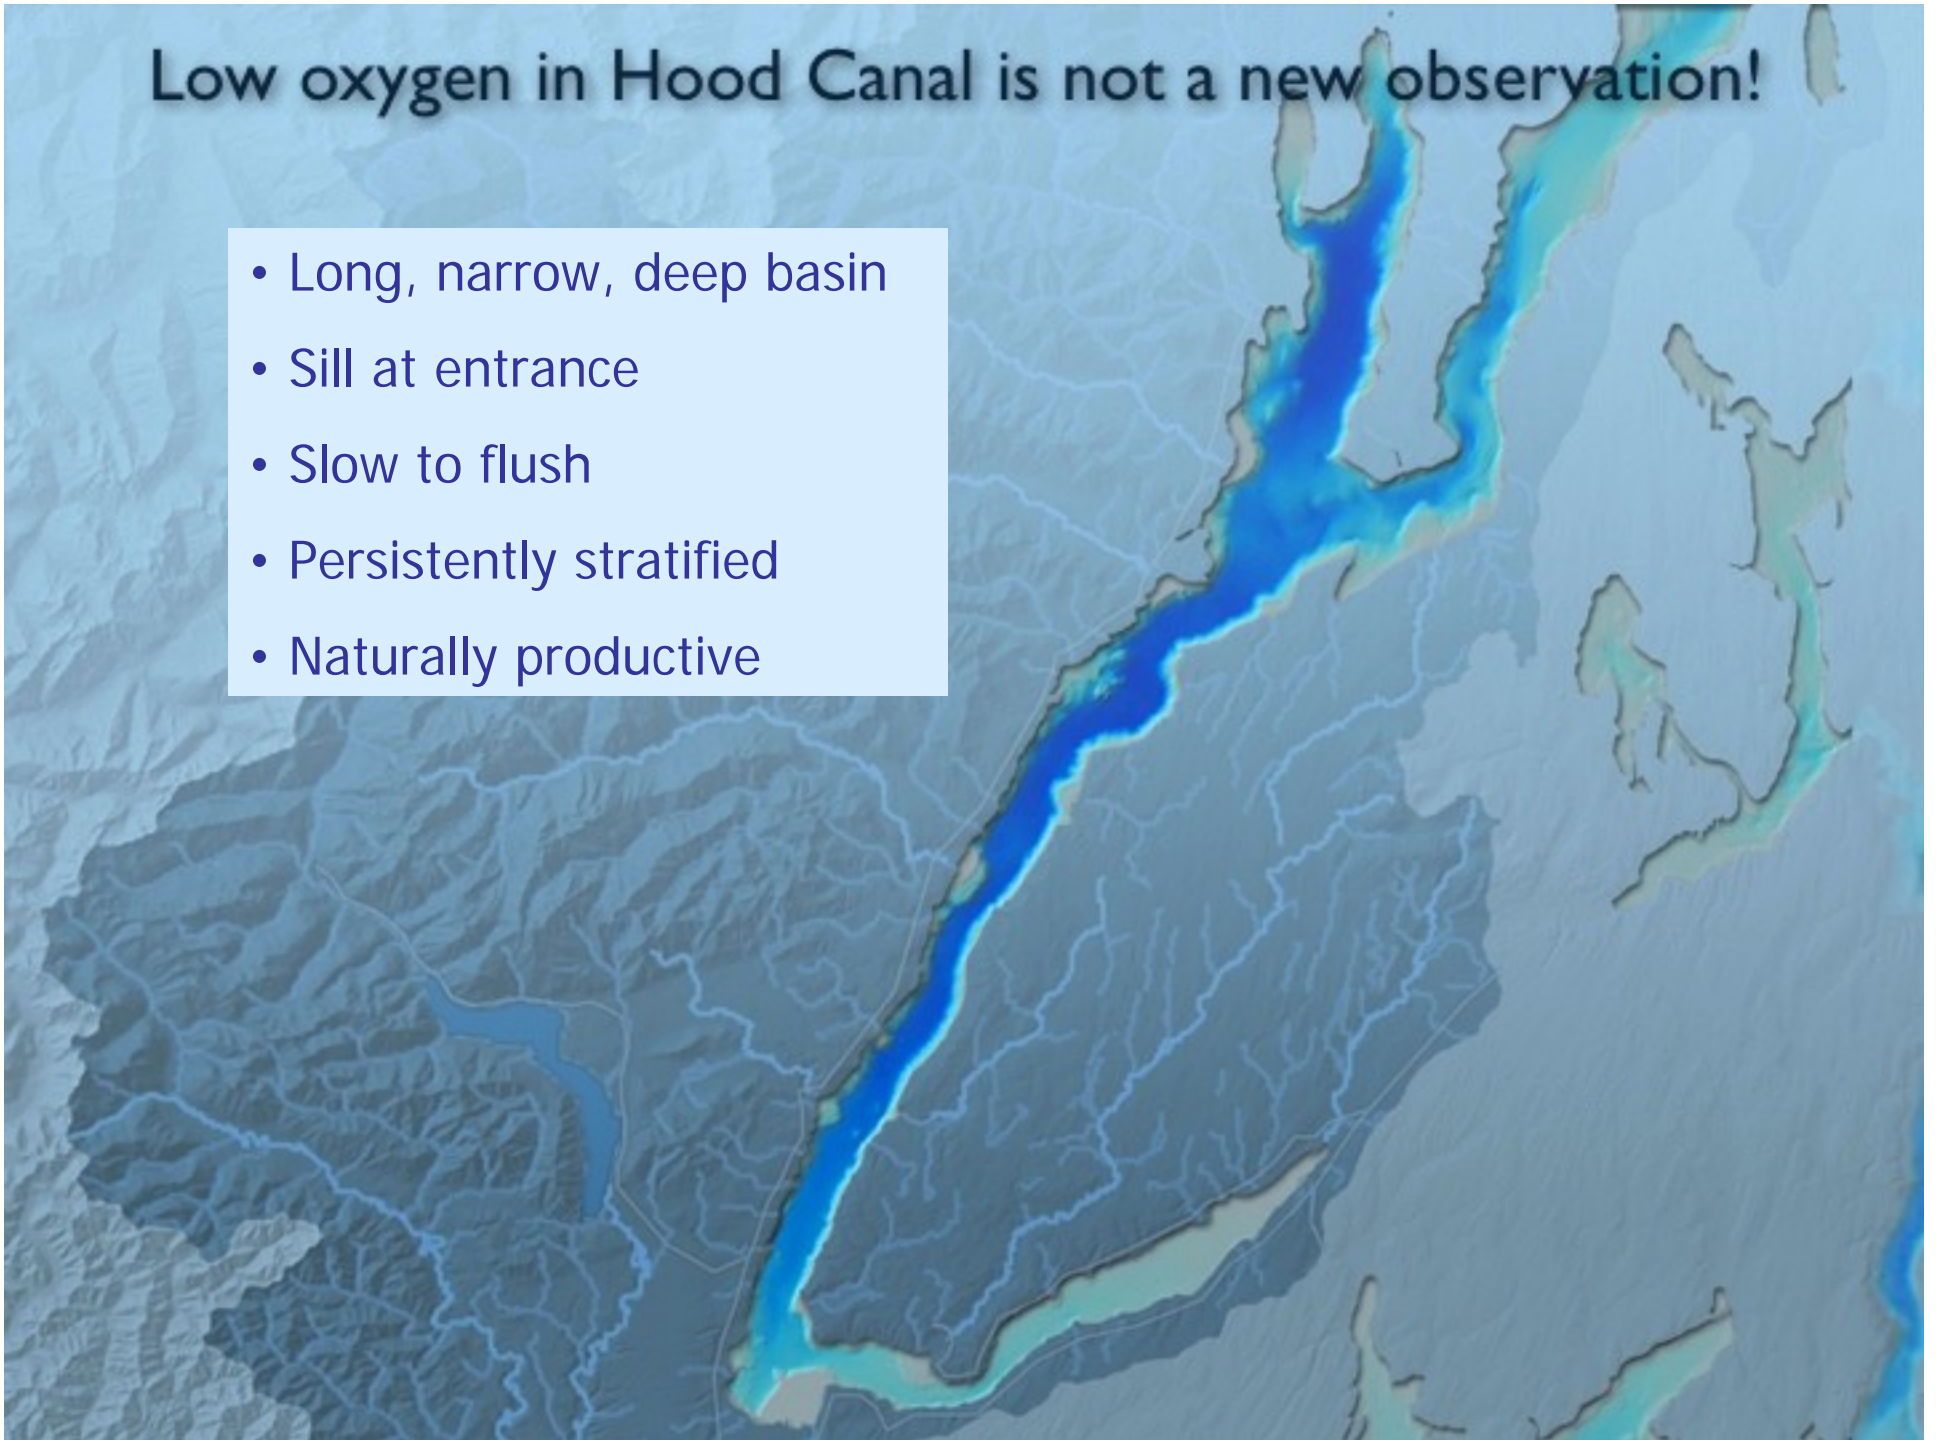 Low oxygen in Hood Canal is not a new observation!
• Long, narrow, deep basin
• Sill at entrance
• Slow to flush
• Persistently stratified
• Naturally productive